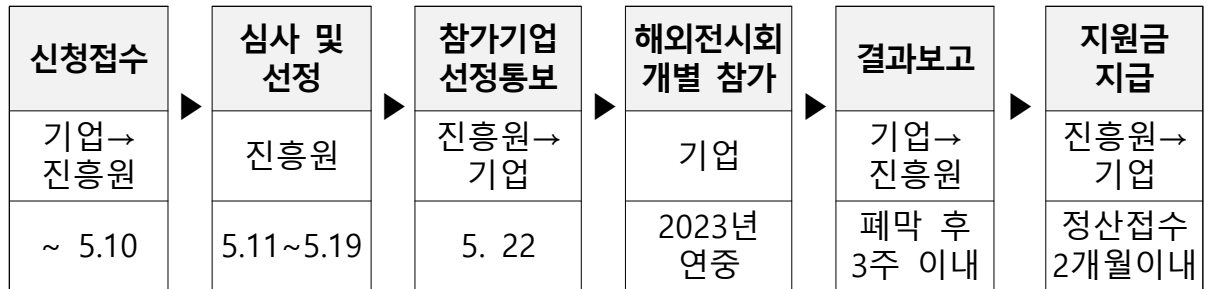 신청접수
기업→
진흥원
~ 5.10
▶
심사 및
선정
진흥원
5.11~5.19
▶
참가기업
선정통보
진흥원→
기업
5. 22
▶
해외전시회
개별 참가
기업
2023년
연중
▶
결과보고
기업→
진흥원
폐막 후
3주 이내
▶
지원금
지급
진흥원→
기업
정산접수
2개월이내